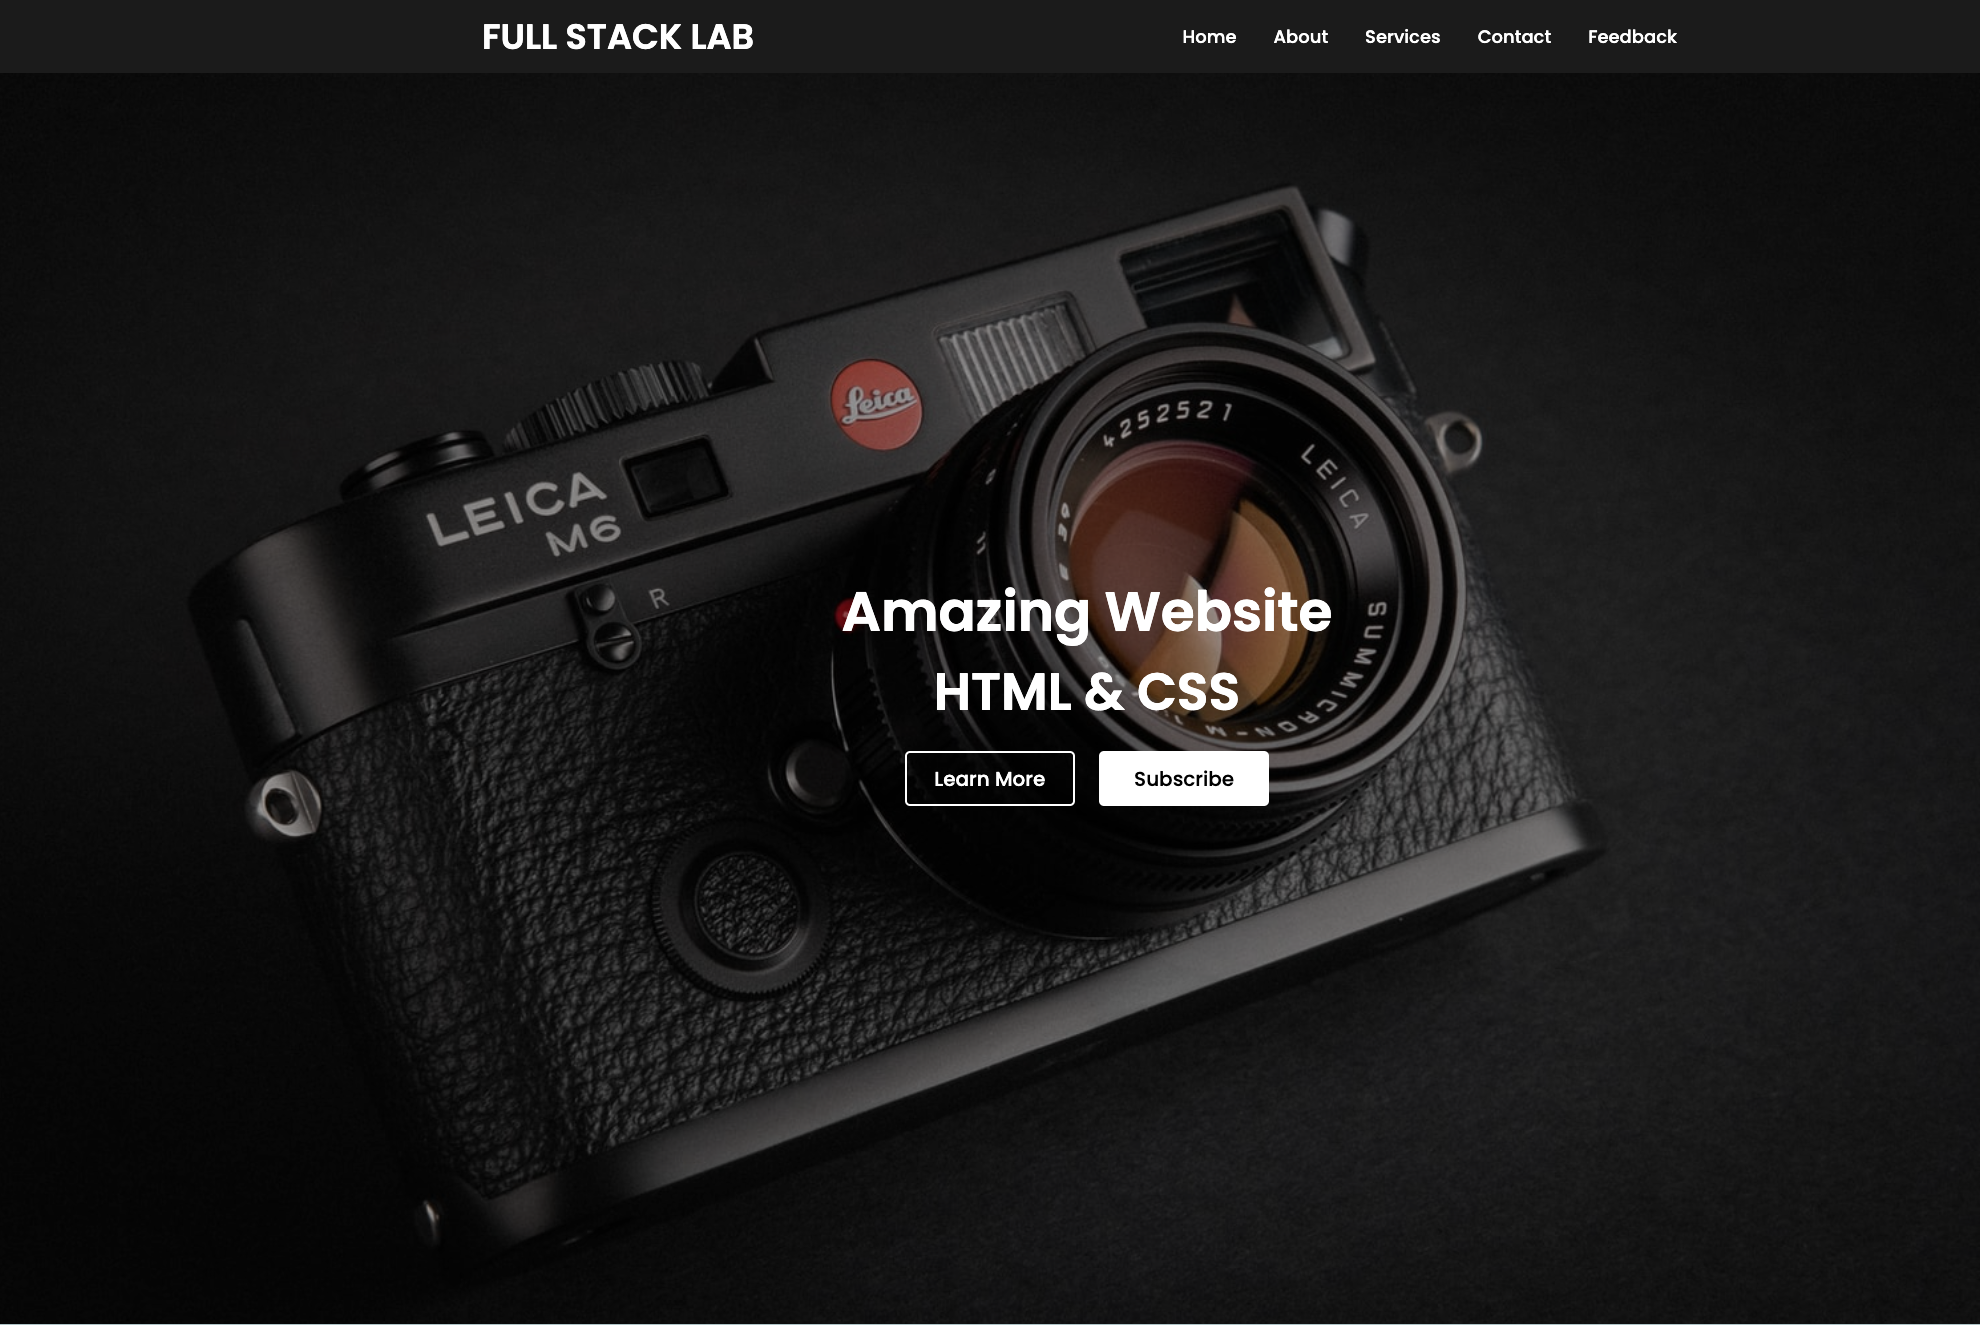 FULL STACK LAB
Home About Services Contact Feedback
Leica
LEICA
M6
R
4252521
LEICA
SUMMICRON-M
Amazing Website
HTML & CSS
Learn More Subscribe